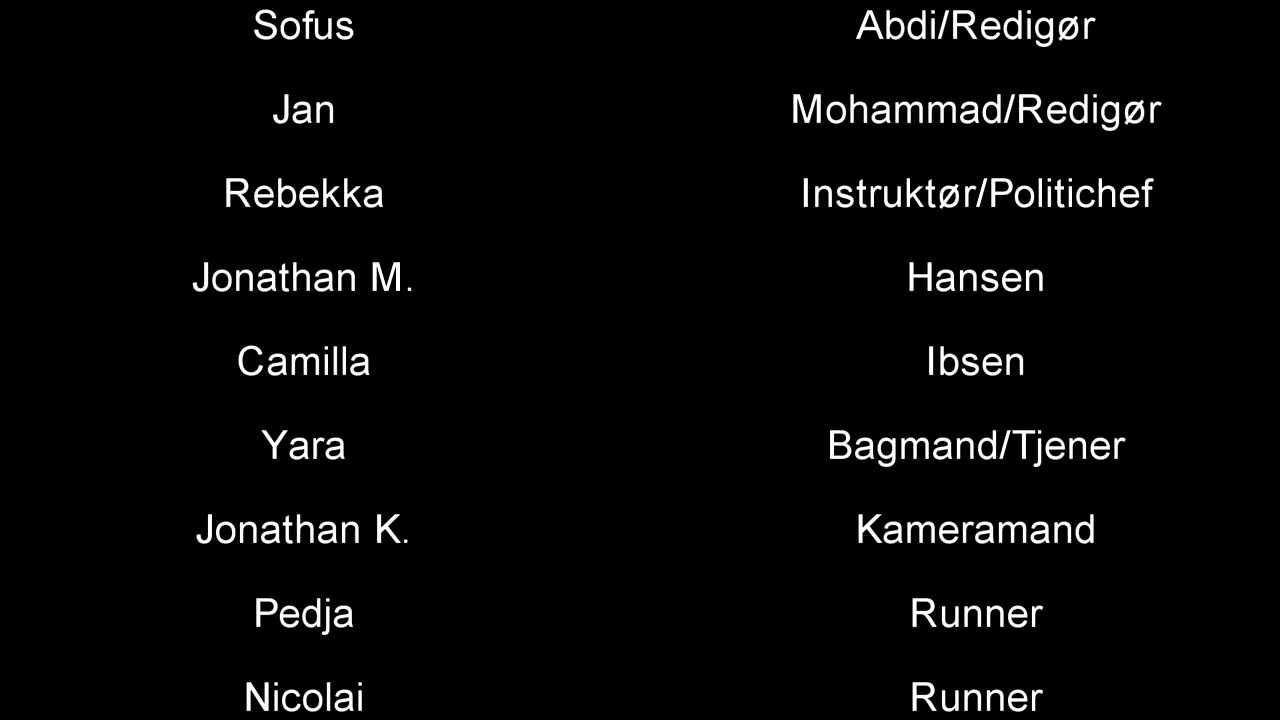 Sofus Abdi/Redigør
Jan Mohammad/Redigør
Rebekka Instruktør/Politichef
Jonathan M. Hansen
Camilla Ibsen
Yara Bagmand/Tjener
Jonathan K. Kameramand
Pedja Runner
Nicolai Runner